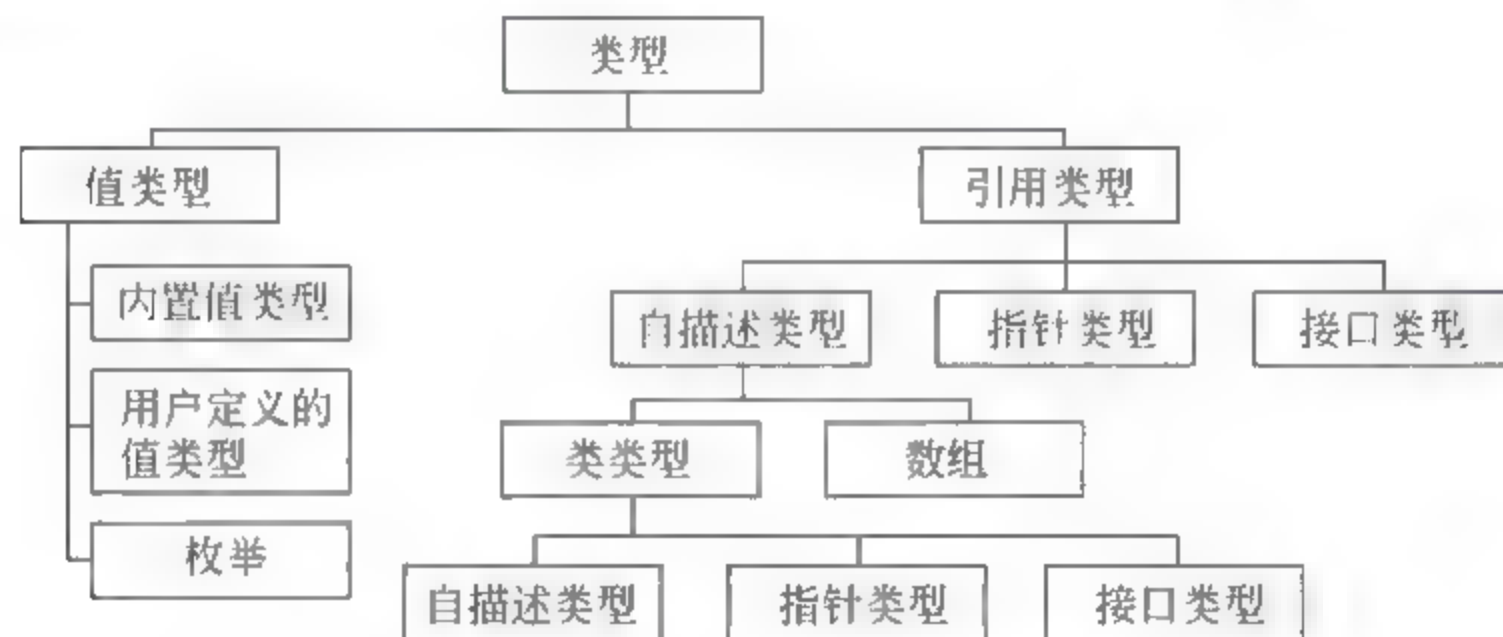 类型
值类型
引用类型
内置值类型
自描述类型
指针类型
接口类型
用户定义的
值类型
类类型
数组
枚举
自描述类型
指针类型
接口类型